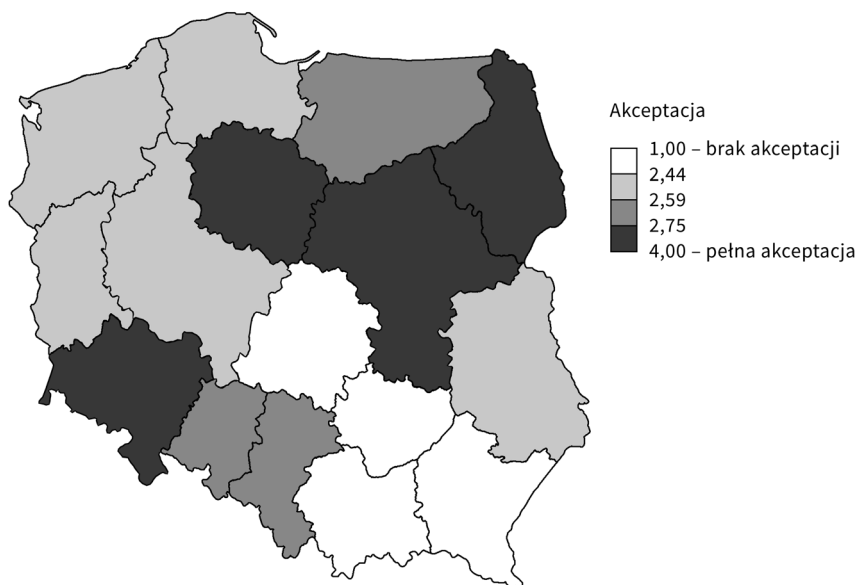 Akceptacja
1,00 – brak akceptacji
2,44
2,59
2,75
4,00 – pełna akceptacja